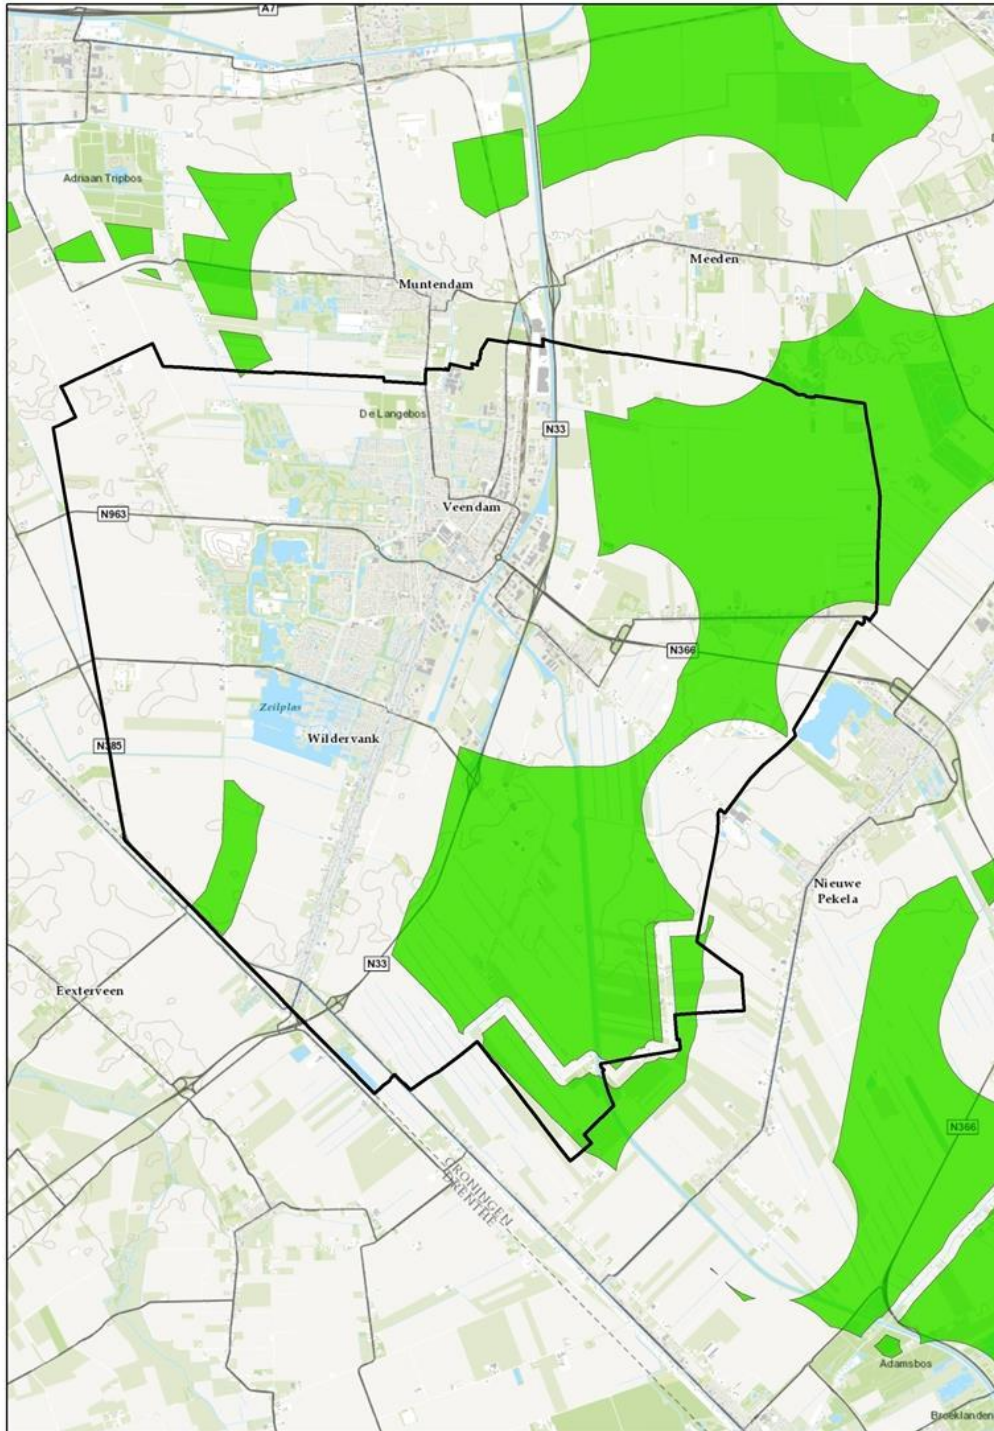 A7
Adriaan Tripbos
Meeden
Muntendam
De Langebos
N33
Veendam
N963
N366
Zeilplas
Wildervank
N385
Nieuwe
Pekela
N33
Eexterveen
N366
GRONINGEN
DRENTHE
Adamsbos
Broeklanden